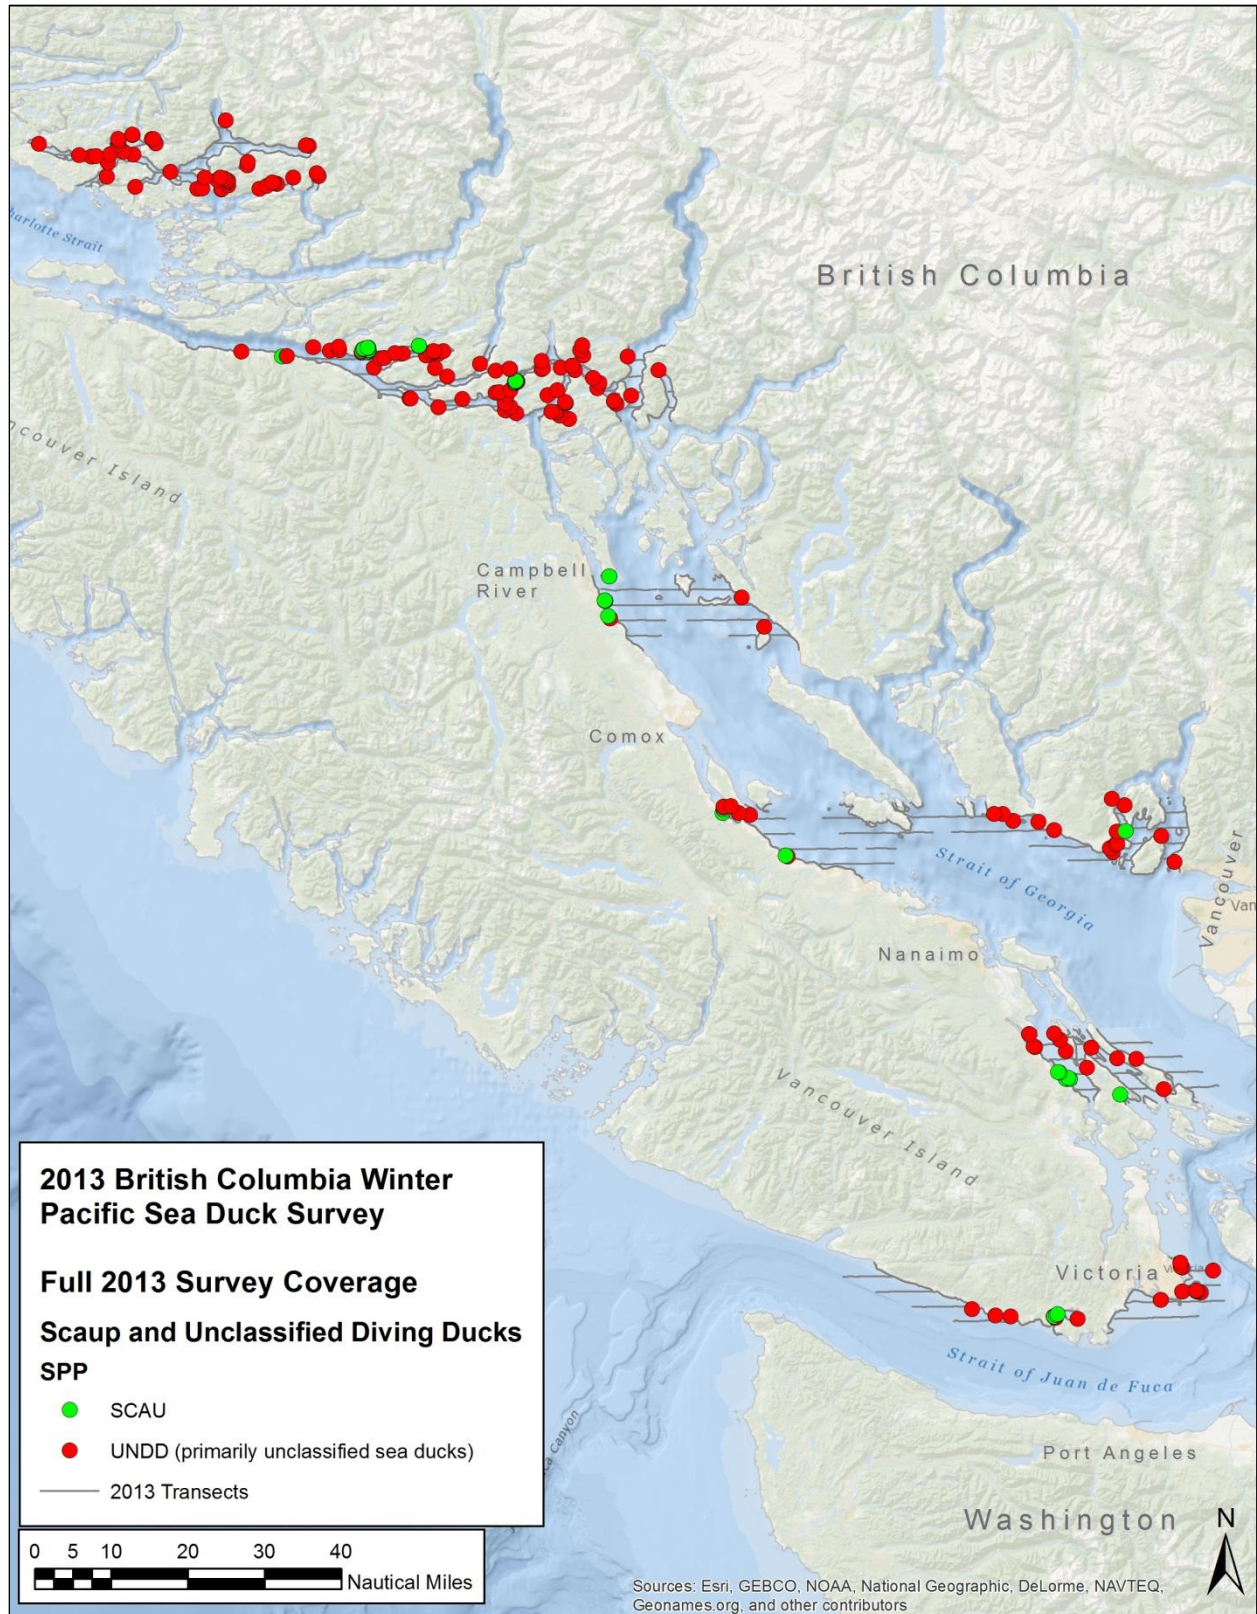 British Columbia
charlotte Strait
ncouver Island
Campbell
River
Comox
Strait of Georgia
Vancouver
Van
Nanaimo
Vancouver Island
Victoria
Strait of Juan de Fuca
Port Angeles
Washington
Canyon
2013 British Columbia Winter
Pacific Sea Duck Survey
Full 2013 Survey Coverage
Scaup and Unclassified Diving Ducks
SPP
SCAU
UNDD (primarily unclassified sea ducks)
2013 Transects
0 5 10 20 30 40
Nautical Miles
N
Sources: Esri, GEBCO, NOAA, National Geographic, DeLorme, NAVTEQ,
Geonames.org, and other contributors